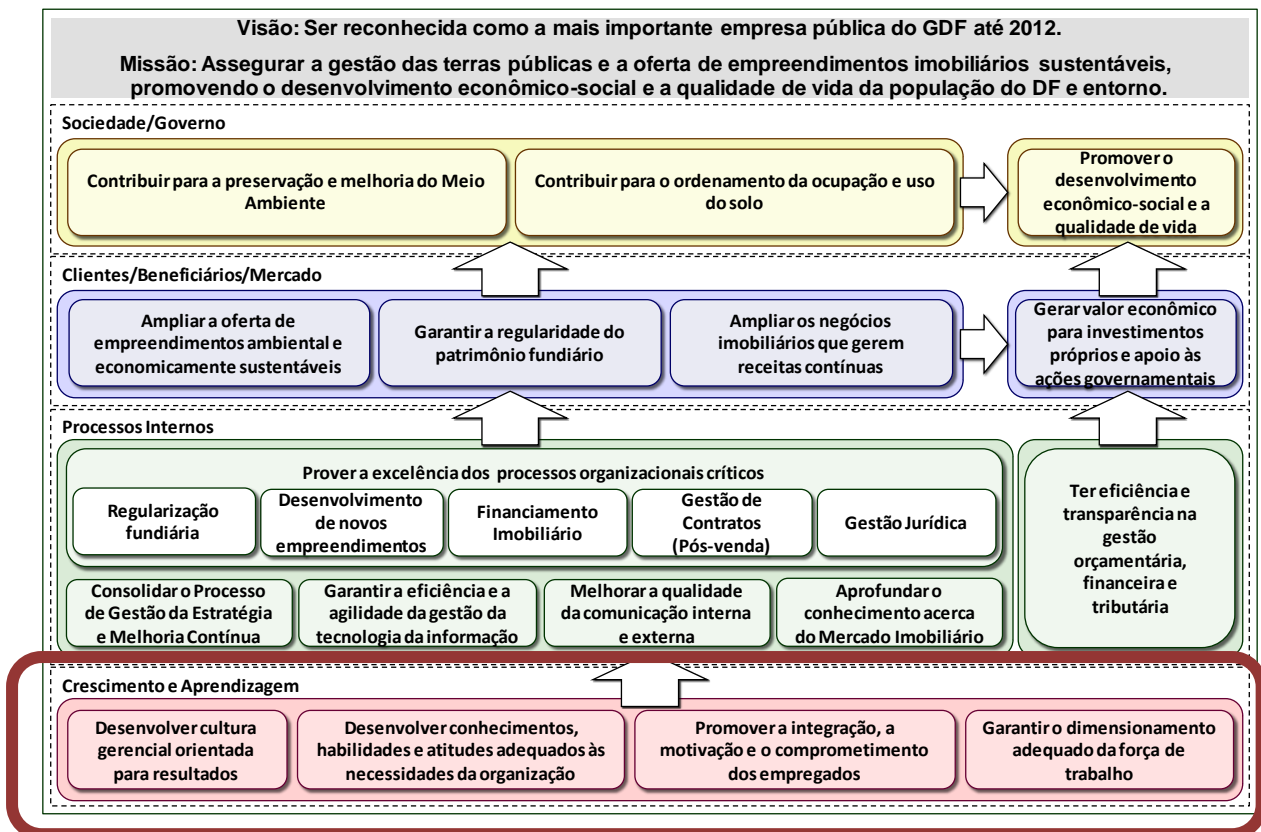 Visão: Ser reconhecida como a mais importante empresa pública do GDF até 2012.
Missão: Assegurar a gestão das terras públicas e a oferta de empreendimentos imobiliários sustentáveis,
promovendo o desenvolvimento econômico-social e a qualidade de vida da população do DF e entorno.
Sociedade/Governo
Contribuir para a preservação e melhoria do Meio
Ambiente
Contribuir para o ordenamento da ocupação e uso
do solo
Promover o
desenvolvimento
econômico-social e a
qualidade de vida
Clientes/Beneficiários/Mercado
Ampliar a oferta de
empreendimentos ambiental e
economicamente sustentáveis
Garantir a regularidade do
patrimônio fundiário
Ampliar os negócios
imobiliários que gerem
receitas contínuas
Gerar valor econômico
para investimentos
próprios e apoio às
ações governamentais
Processos Internos
Prover a excelência dos processos organizacionais críticos
Regularização
fundiária
Desenvolvimento
de novos
empreendimentos
Financiamento
Imobiliário
Gestão de
Contratos
(Pós-venda)
Gestão Jurídica
Ter eficiência e
transparência na
gestão
orçamentária,
financeira e
tributária
Consolidar o Processo
de Gestão da Estratégia
e Melhoria Contínua
Garantir a eficiência e a
agilidade da gestão da
tecnologia da informação
Melhorar a qualidade
da comunicação interna
e externa
Aprofundar o
conhecimento acerca
do Mercado Imobiliário
Crescimento e Aprendizagem
Desenvolver cultura
gerencial orientada
para resultados
Desenvolver conhecimentos,
habilidades e atitudes adequados às
necessidades da organização
Promover a integração, a
motivação e o comprometimento
dos empregados
Garantir o dimensionamento
adequado da força de
trabalho